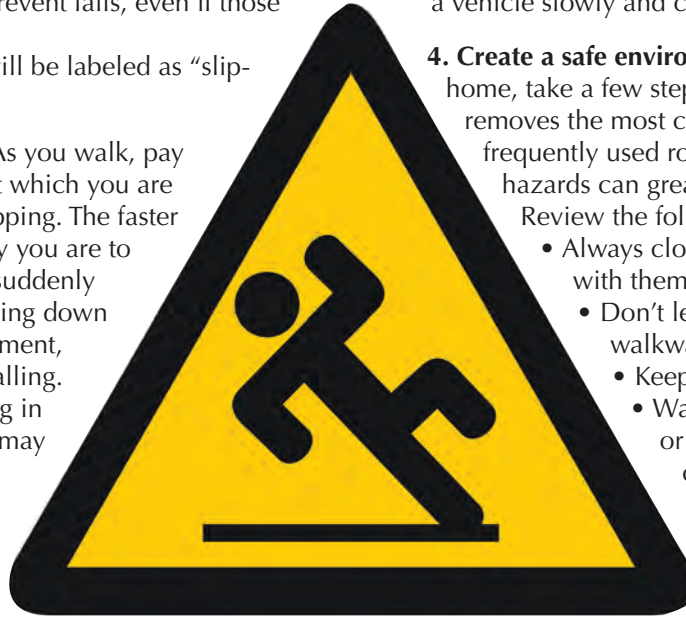 revent falls, even if those
ill be labeled as “slip-
As you walk, pay
t which you are
pping. The faster
y you are to
suddenly
ing down
ment,
alling.
g in
may
a vehicle slowly and c
4. Create a safe enviro
home, take a few step
removes the most c
frequently used ro
hazards can grea
Review the fol
• Always clo
with them
• Don’t le
walkwa
• Keep
• Wa
or